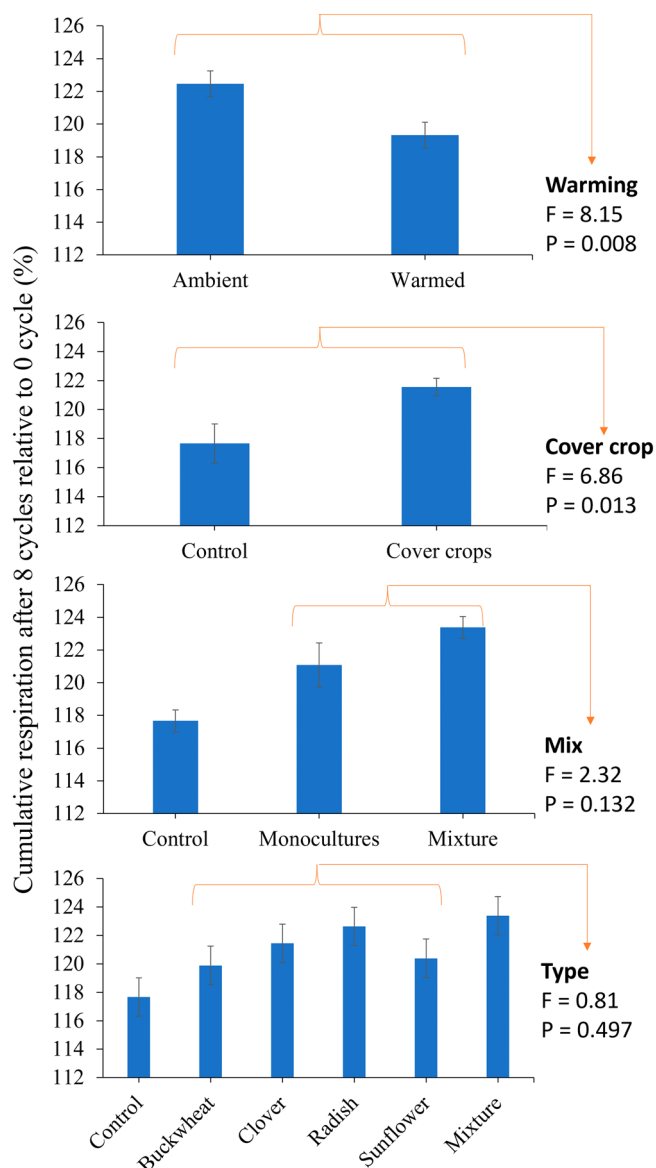 Cumulative respiration after 8 cycles relative to 0 cycle (%)
126
124
122
120
118
116
114
112
Ambient
Warmed
Warming
F = 8.15
P = 0.008
126
124
122
120
118
116
114
112
Control
Cover crops
Cover crop
F = 6.86
P = 0.013
126
124
122
120
118
116
114
112
Control
Monocultures
Mixture
Mix
F = 2.32
P = 0.132
126
124
122
120
118
116
114
112
Control
Buckwheat
Clover
Radish
Sunflower
Mixture
Type
F = 0.81
P = 0.497